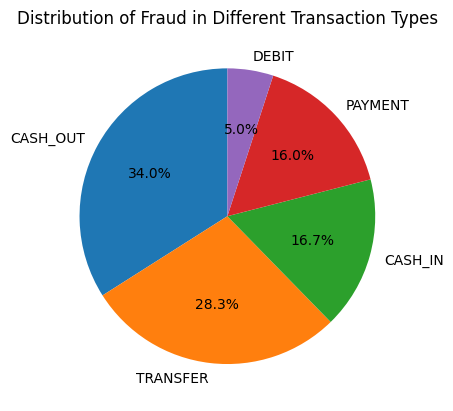 Distribution of Fraud in Different Transaction Types
DEBIT
PAYMENT
CASH_OUT
5.0%
16.0%
34.0%
16.7%
CASH_IN
28.3%
TRANSFER